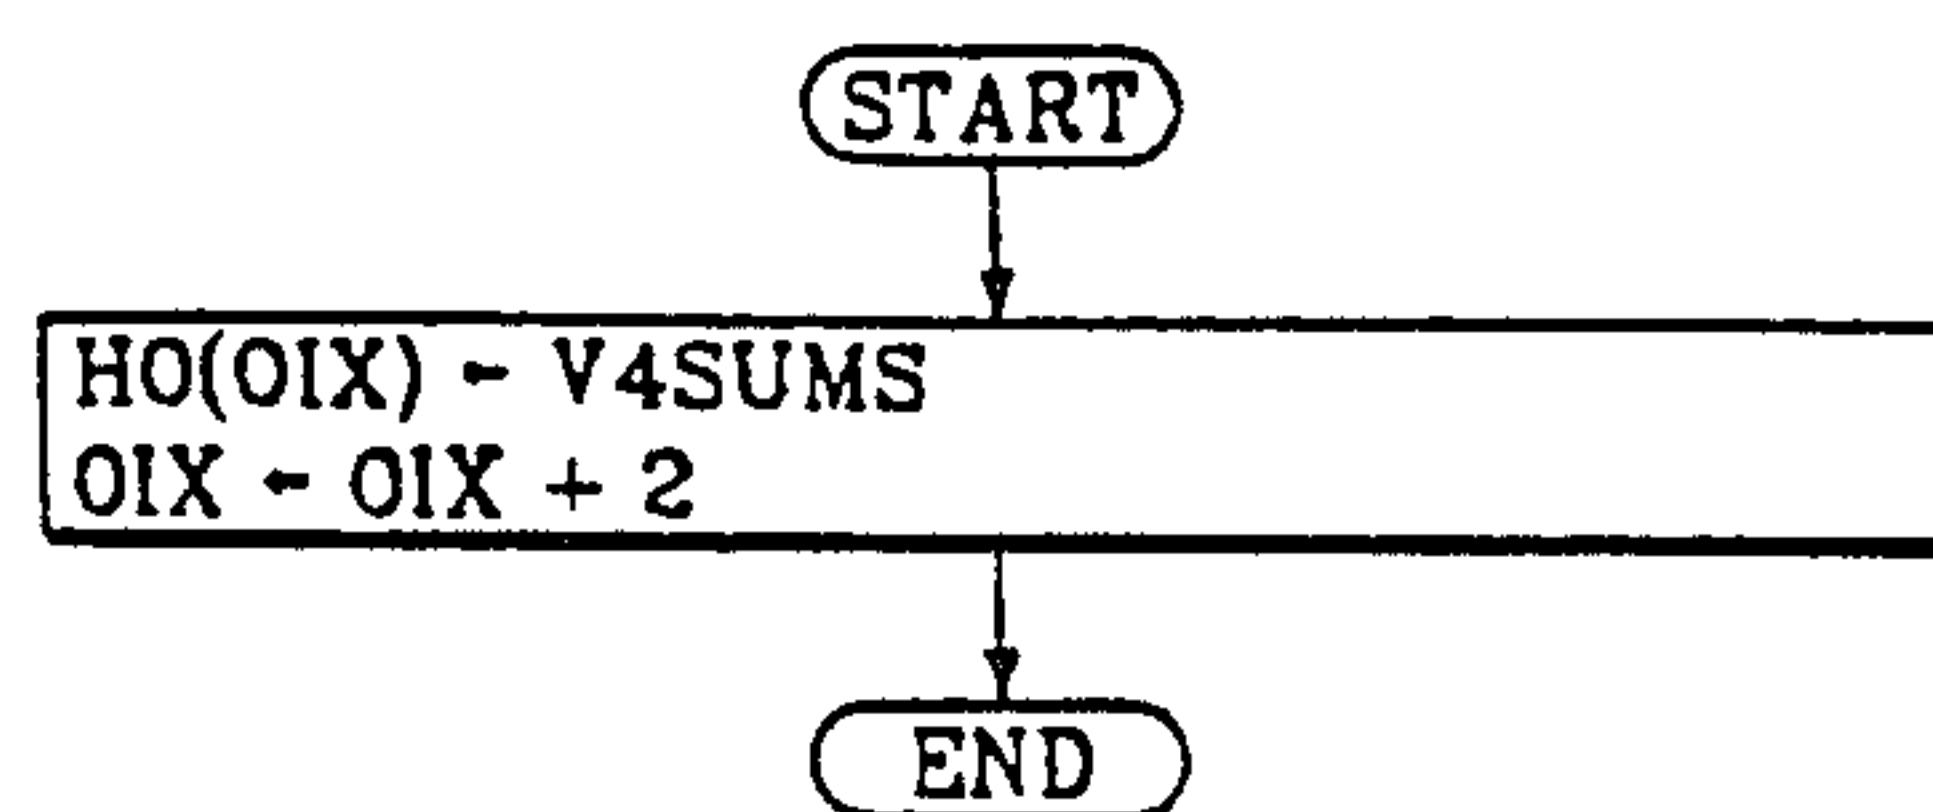 START
HO(OIX) ← V4SUMS
OIX ← OIX + 2
END